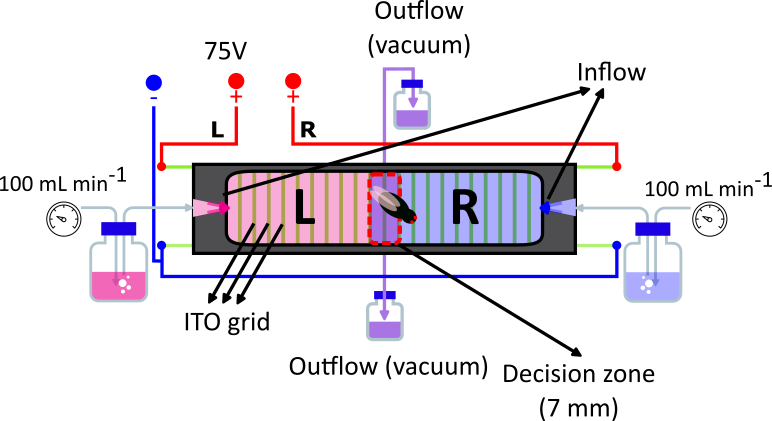 Outflow
(vacuum)
75V
Inflow
-
+
+
L
R
100 mL min-1
100 mL min-1
L
R
ITO grid
Outflow (vacuum)
Decision zone
(7 mm)